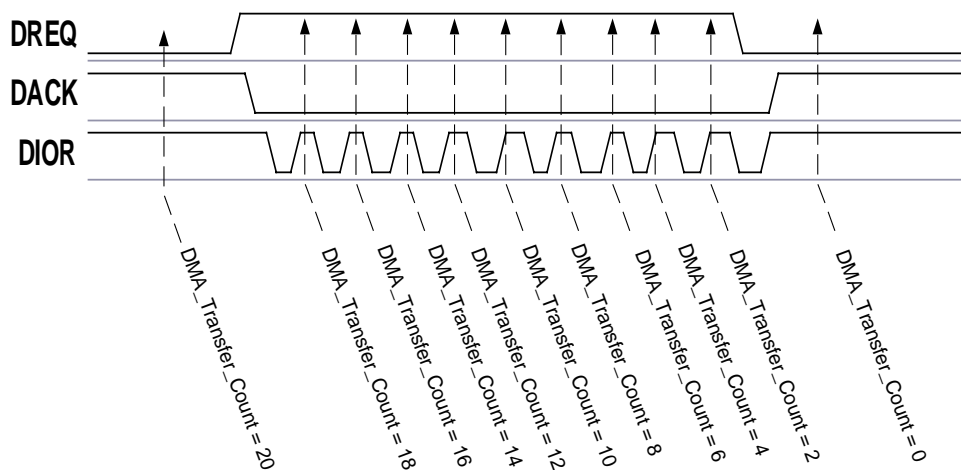 DREQ
DACK
DIOR
DMA_Transfer_Count = 20
DMA_Transfer_Count = 18
DMA_Transfer_Count = 16
DMA_Transfer_Count = 14
DMA_Transfer_Count = 12
DMA_Transfer_Count = 10
DMA_Transfer_Count = 8
DMA_Transfer_Count = 6
DMA_Transfer_Count = 4
DMA_Transfer_Count = 2
DMA_Transfer_Count = 0